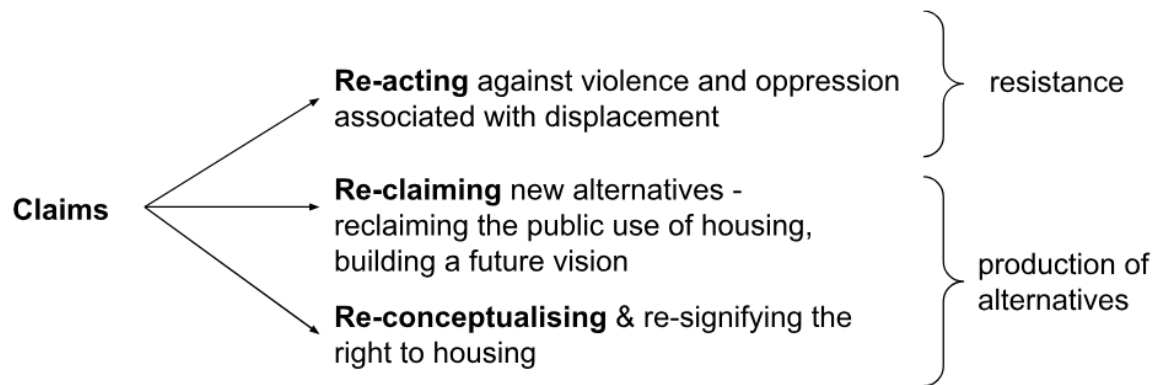 Re-acting against violence and oppression
associated with displacement
resistance
Claims
Re-claiming new alternatives -
reclaiming the public use of housing,
building a future vision
Re-conceptualising & re-signifying the
right to housing
production of
alternatives